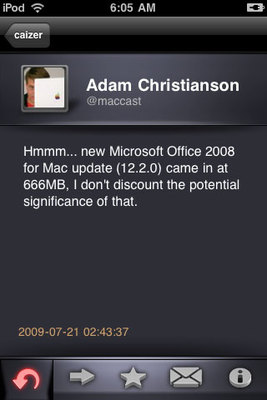 iPod 6:05 AM
caizer
Adam Christianson
@maccast
Hmmm... new Microsoft Office 2008
for Mac update (12.2.0) came in at
666MB, I don't discount the potential
significance of that.
2009-07-21 02:43:37